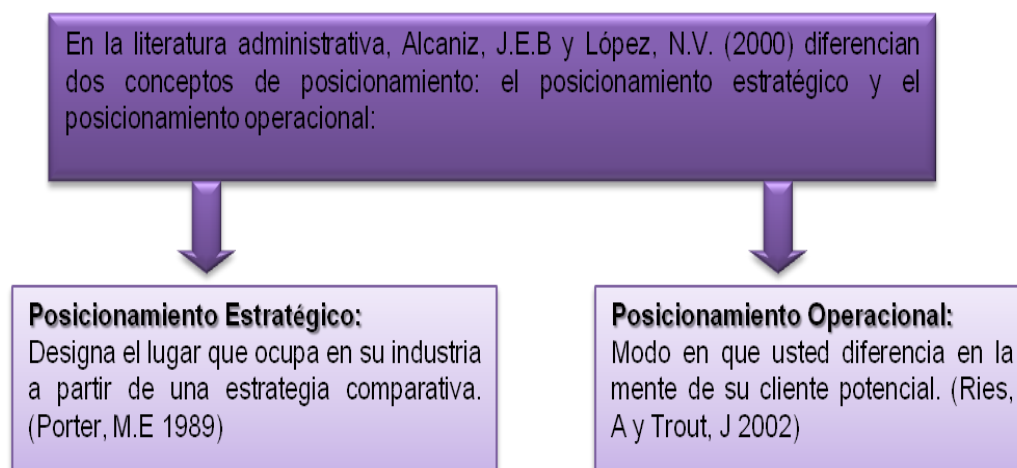 En la literatura administrativa, Alcaniz, J.E.B y López, N.V. (2000) diferencian
dos conceptos de posicionamiento: el posicionamiento estratégico y el
posicionamiento operacional:
Posicionamiento Estratégico:
Designa el lugar que ocupa en su industria
a partir de una estrategia comparativa.
(Porter, M.E 1989)
Posicionamiento Operacional:
Modo en que usted diferencia en la
mente de su cliente potencial. (Ries,
A y Trout, J 2002)